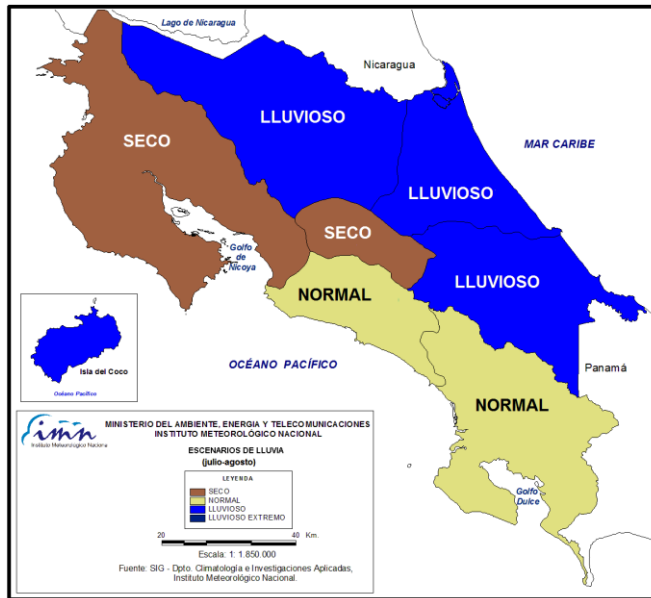 Lago de Nicaragua
Nicaragua
LLUVIOSO
SECO
MAR CARIBE
LLUVIOSO
SECO
Golfo
de
Nicoya
LLUVIOSO
NORMAL
Isla del Coco
Océano Pacífico
OCÉANO PACÍFICO
Panamá
NORMAL
Golfo
Dulce
imn
Instituto Meteorológico Nacional
MINISTERIO DEL AMBIENTE, ENERGIA Y TELECOMUNICACIONES
INSTITUTO METEOROLÓGICO NACIONAL
ESCENARIOS DE LLUVIA
(julio-agosto)
LEYENDA
SECO
NORMAL
LLUVIOSO
LLUVIOSO EXTREMO
20 0 40 Km.
Escala: 1: 1.850.000
Fuente: SIG - Dpto. Climatología e Investigaciones Aplicadas,
Instituto Meteorológico Nacional.